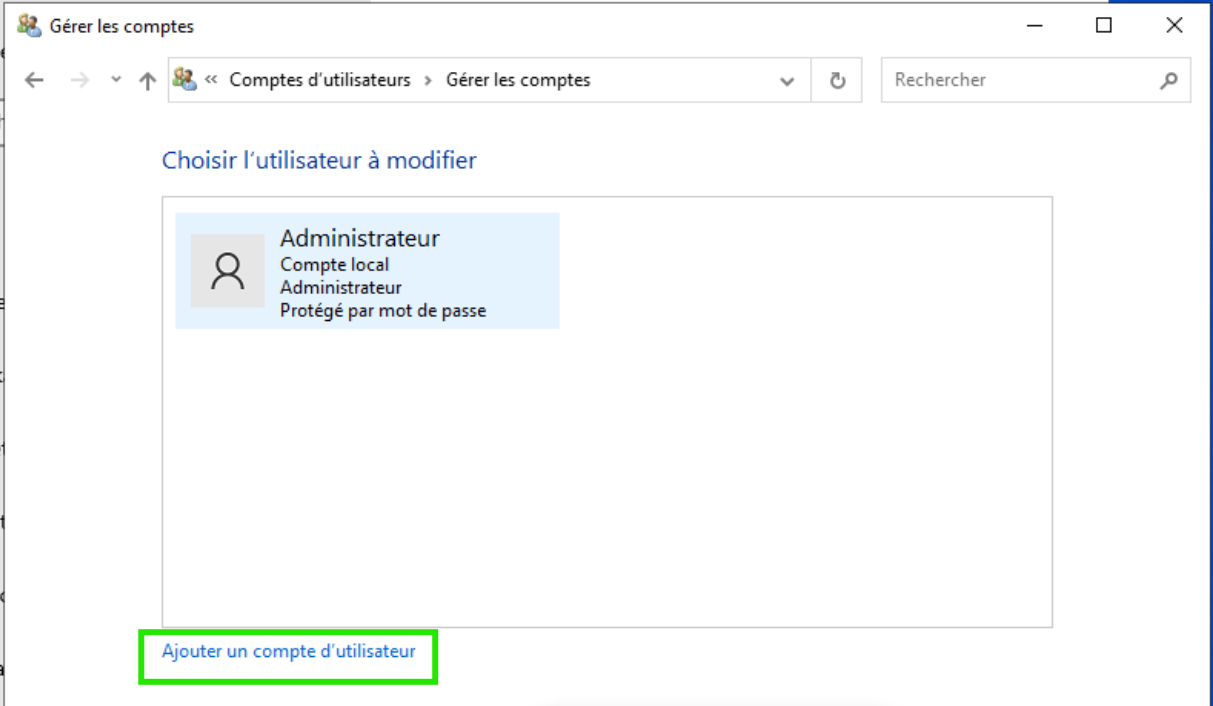 Gérer les comptes
« Comptes d’utilisateurs › Gérer les comptes
Rechercher
Choisir l’utilisateur à modifier
Administrateur
Compte local
Administrateur
Protégé par mot de passe
Ajouter un compte d’utilisateur